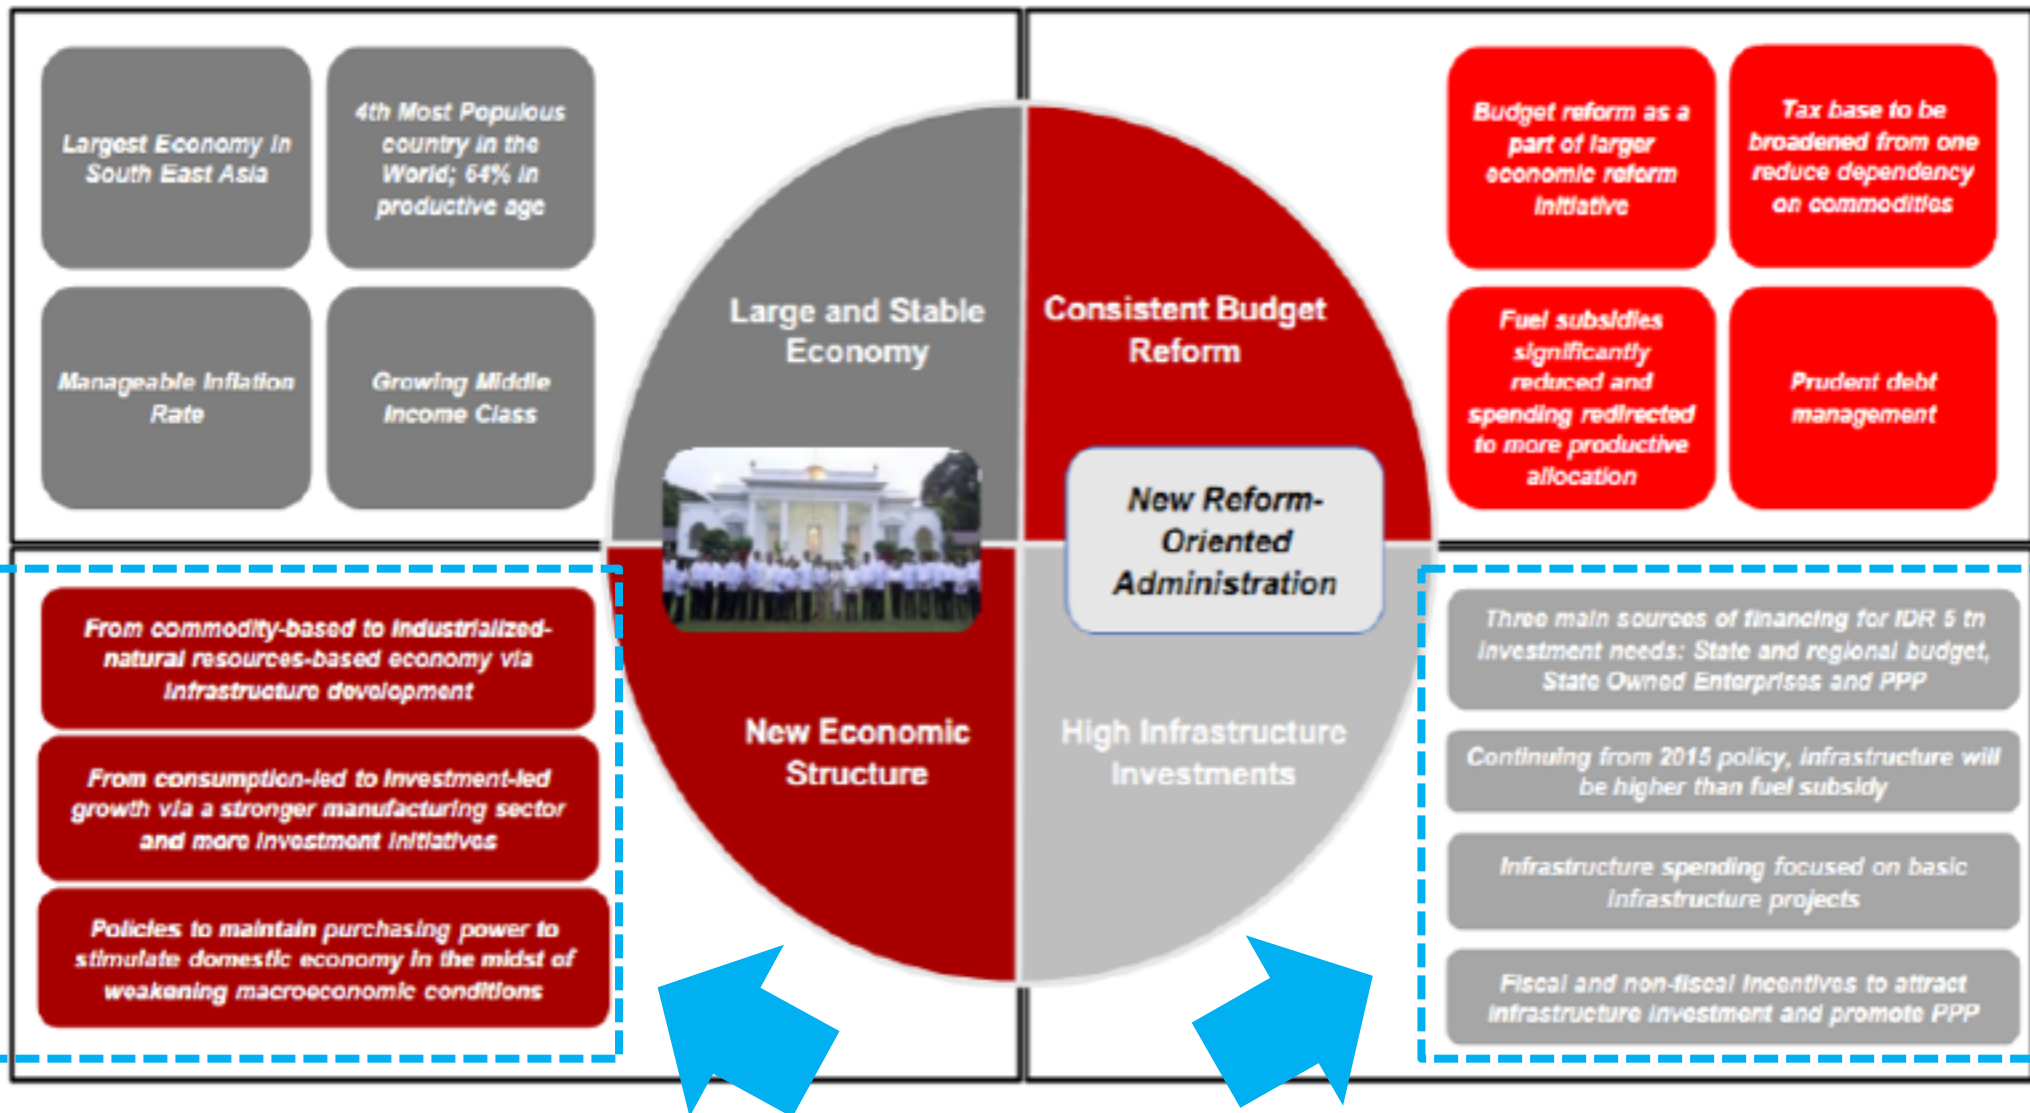 Largest Economy in
South East Asia
4th Most Populous
country in the
World; 64% in
productive age
Manageable Inflation
Rate
Growing Middle
Income Class
Large and Stable
Economy
Consistent Budget
Reform
Budget reform as a
part of larger
economic reform
initiative
Tax base to be
broadened from one
reduce dependency
on commodities
Fuel subsidies
significantly
reduced and
spending redirected
to more productive
allocation
Prudent debt
management
New Reform-
Oriented
Administration
From commodity-based to industrialized-
natural resources-based economy via
infrastructure development
From consumption-led to investment-led
growth via a stronger manufacturing sector
and more investment initiatives
Policies to maintain purchasing power to
stimulate domestic economy in the midst of
weakening macroeconomic conditions
New Economic
Structure
High Infrastructure
Investments
Three main sources of financing for IDR 5 tn
investment needs: State and regional budget,
State Owned Enterprises and PPP
Continuing from 2015 policy, infrastructure will
be higher than fuel subsidy
Infrastructure spending focused on basic
infrastructure projects
Fiscal and non-fiscal incentives to attract
infrastructure investment and promote PPP